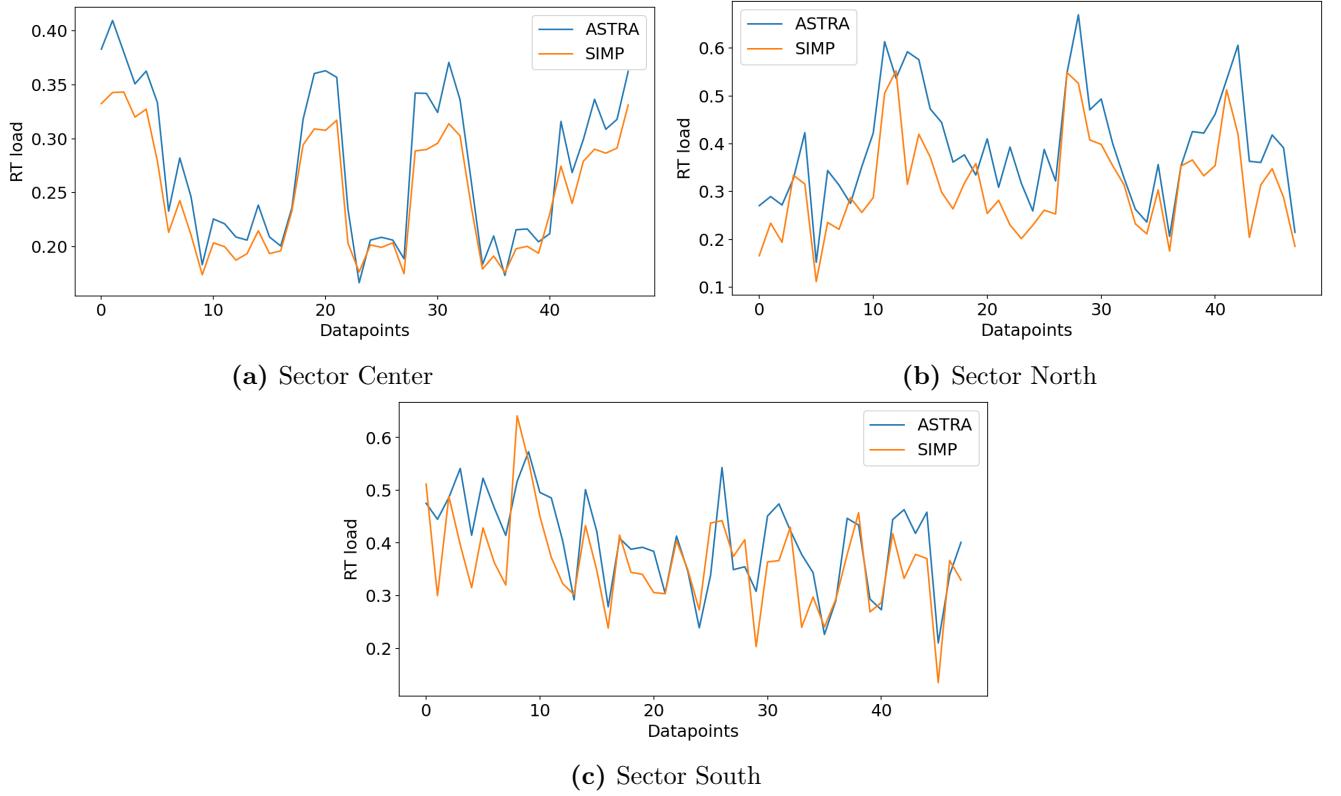 ASTRA
SIMP
0.40
0.35
0.30
0.25
0.20
RT load
0 10 20 30 40
Datapoints
(a) Sector Center
ASTRA
SIMP
0.6
0.5
0.4
0.3
0.2
0.1
RT load
0 10 20 30 40
Datapoints
(b) Sector North
ASTRA
SIMP
0.6
0.5
0.4
0.3
0.2
RT load
0 10 20 30 40
Datapoints
(c) Sector South